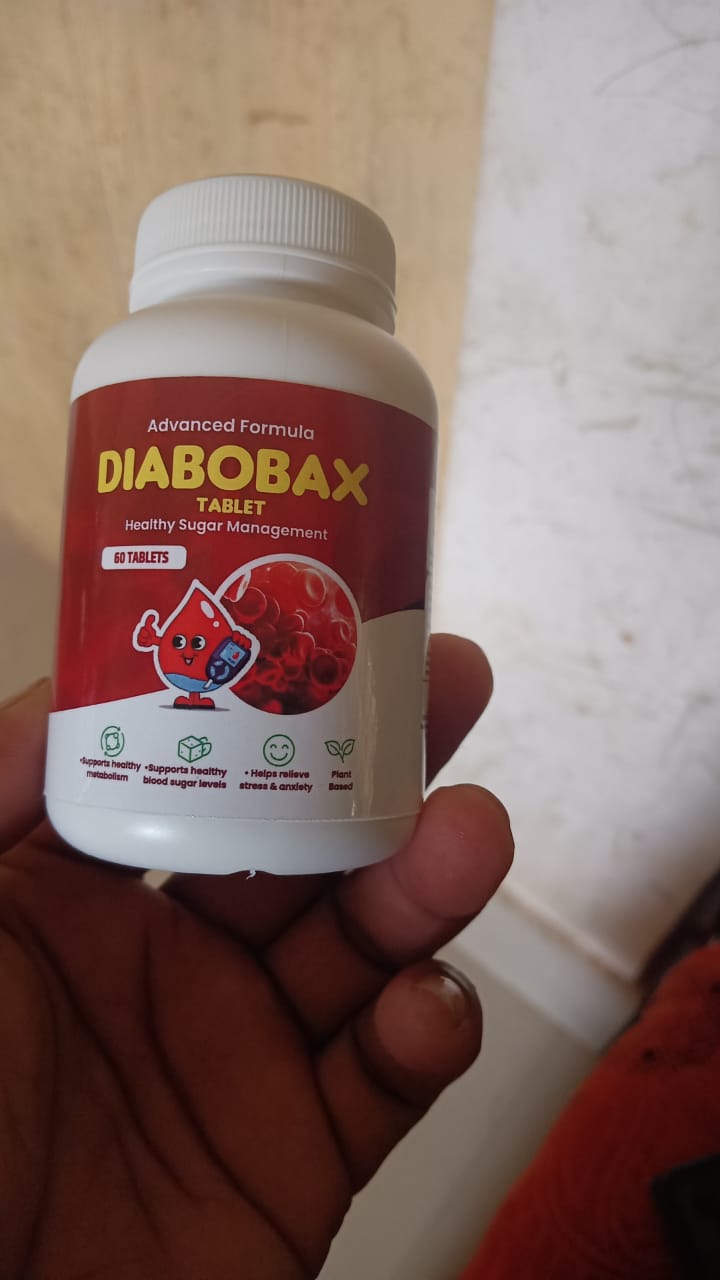 Advanced Formula
DIABOBAX
TABLET
Healthy Sugar Management
60 TABLETS
•Supports healthy
metabolism
•Supports healthy
blood sugar levels
• Helps relieve
stress & anxiety
Plant
Based